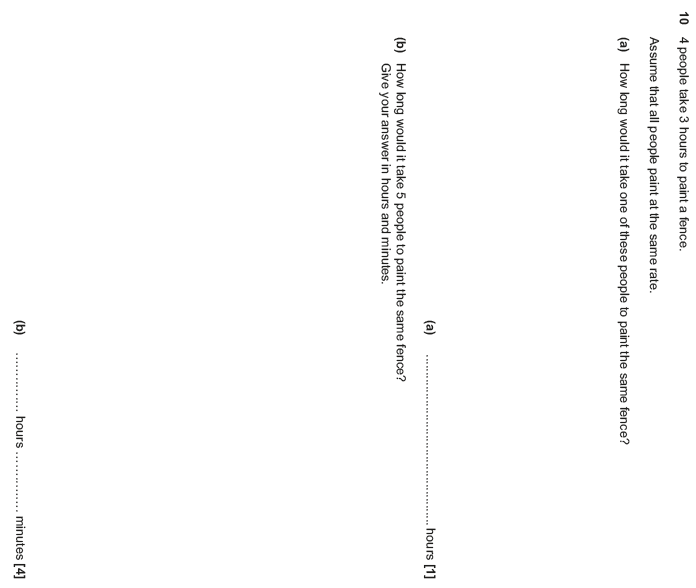 10 4 people take 3 hours to paint a fence.
Assume that all people paint at the same rate.
(a) How long would it take one of these people to paint the same fence?
(a) ........................................ hours [1]
(b) How long would it take 5 people to paint the same fence?
Give your answer in hours and minutes.
(b) .............. hours .............. minutes [4]